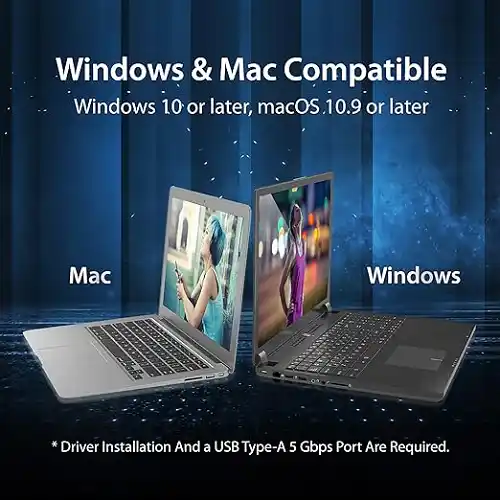 Windows & Mac Compatible
Windows 10 or later, macOS 10.9 or later
Mac
Windows
* Driver Installation And a USB Type-A 5 Gbps Port Are Required.